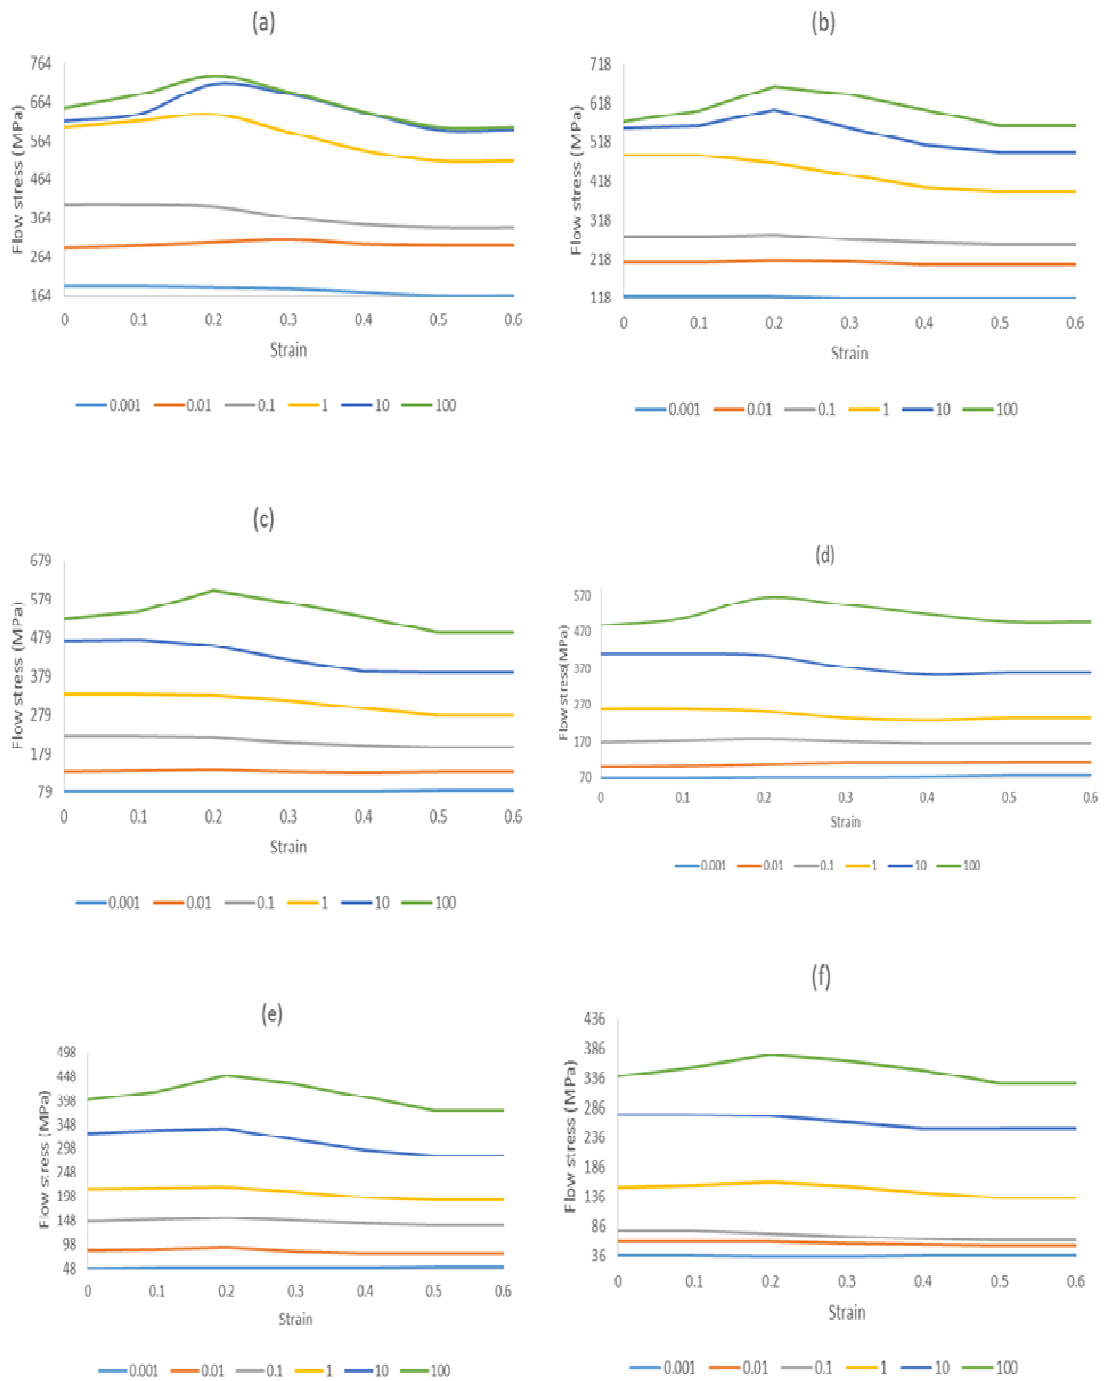 (a)
764
664
564
464
364
264
164
Flow stress (MPa)
0 0.1 0.2 0.3 0.4 0.5 0.6
Strain
0.001 0.01 0.1 1 10 100
(b)
718
618
518
418
318
218
118
Flow stress (MPa)
0 0.1 0.2 0.3 0.4 0.5 0.6
Strain
0.001 0.01 0.1 1 10 100
(c)
679
579
479
379
279
179
79
Flow stress (MPa)
0 0.1 0.2 0.3 0.4 0.5 0.6
Strain
0.001 0.01 0.1 1 10 100
(d)
570
470
370
270
170
70
Flow stress(MPa)
0 0.1 0.2 0.3 0.4 0.5 0.6
Strain
0.001 0.01 0.1 1 10 100
(e)
498
448
398
348
298
248
198
148
98
48
Flow stress (MPa)
0 0.1 0.2 0.3 0.4 0.5 0.6
Strain
0.001 0.01 0.1 1 10 100
(f)
436
386
336
286
236
186
136
86
36
Flow stress (MPa)
0 0.1 0.2 0.3 0.4 0.5 0.6
Strain
0.001 0.01 0.1 1 10 100